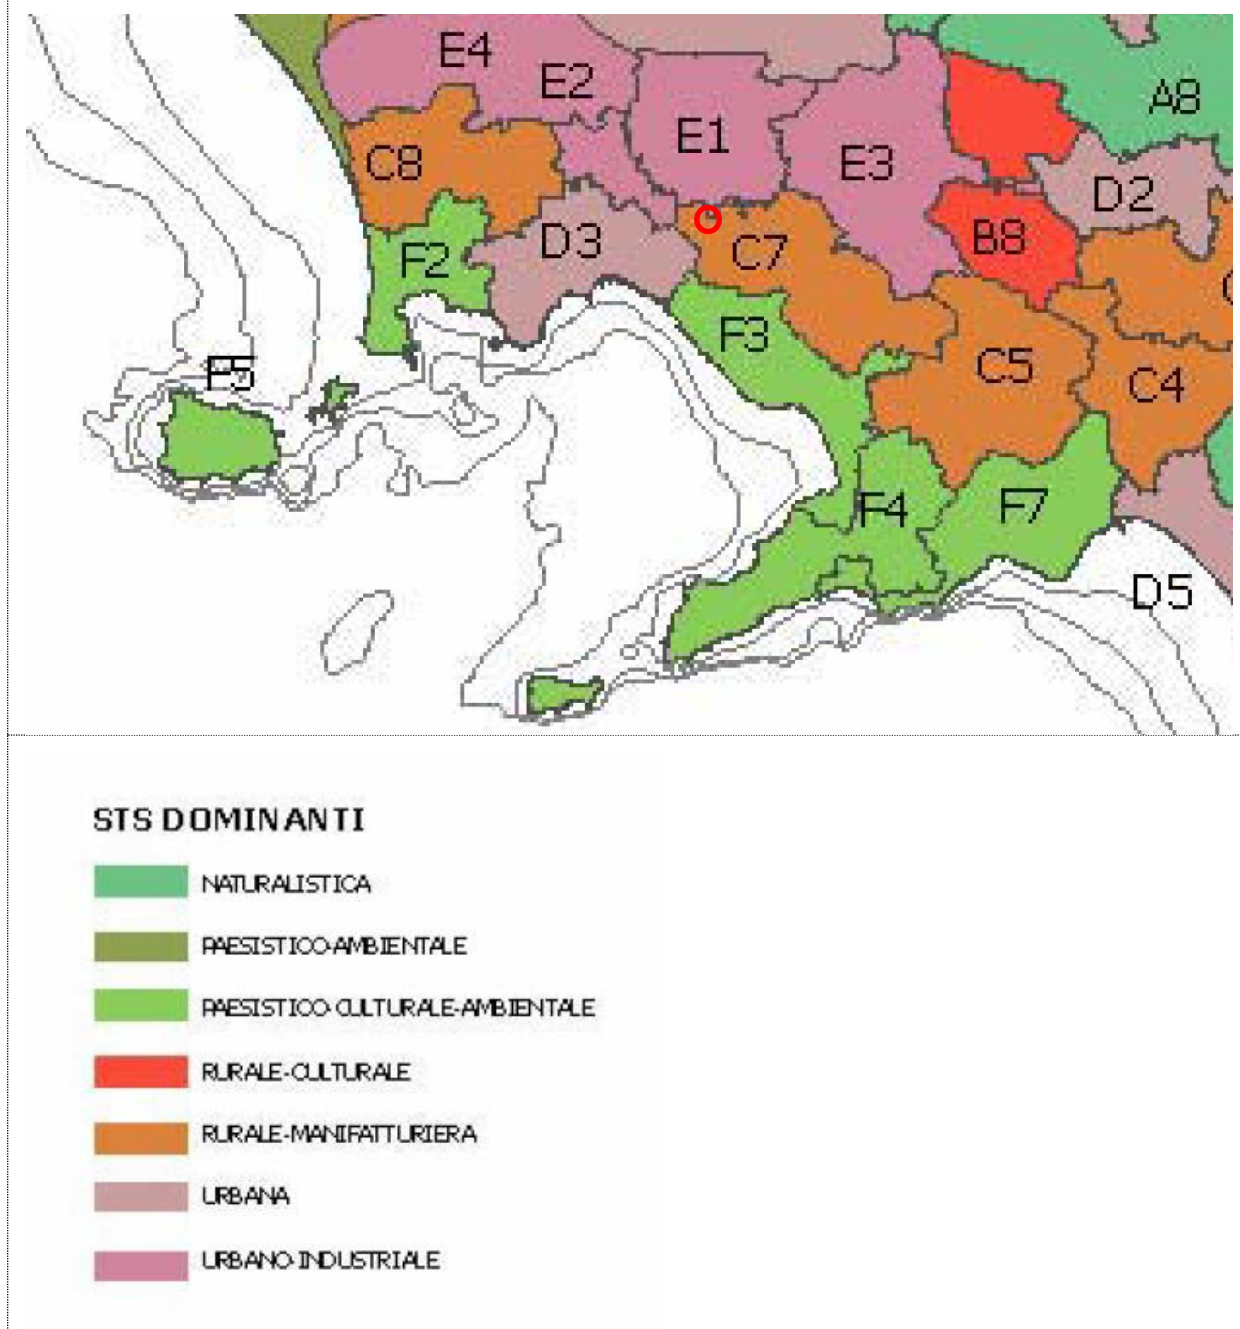 E4
E2
A8
E1
C8
E3
D2
D3
F2
C7
B8
C
F3
F5
C5
C4
F4
F7
D5
STS DOMINANTI
NATURALISTICA
PAESISTICO-AMBIENTALE
PAESISTICO-CULTURALE-AMBIENTALE
RURALE-CULTURALE
RURALE-MANIFATTURIERA
URBANA
URBANO-INDUSTRIALE